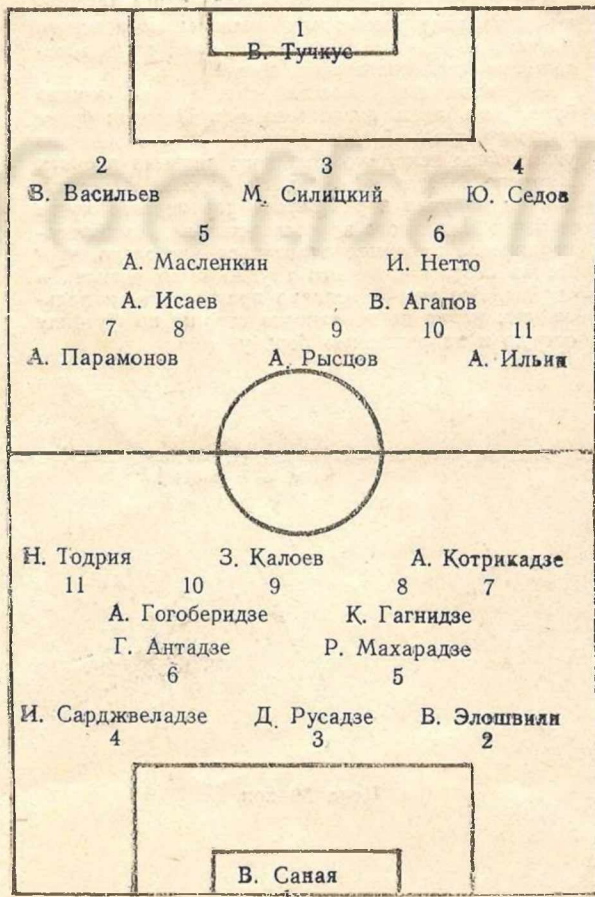 1
В. Тучкус
2 3 4
В. Васильев М. Силицкий Ю. Седов
5 6
А. Масленкин И. Нетто
А. Исаев В. Агапов
7 8 9 10 11
А. Парамонов А. Рысцов А. Ильин
Н. Тодрия З. Калоев А. Котрикадзе
11 10 9 8 7
А. Гогоберидзе К. Гагнидзе
Г. Антадзе Р. Махарадзе
6 5
И. Сарджвеладзе Д. Русадзе В. Элошвили
4 3 2
В. Саная